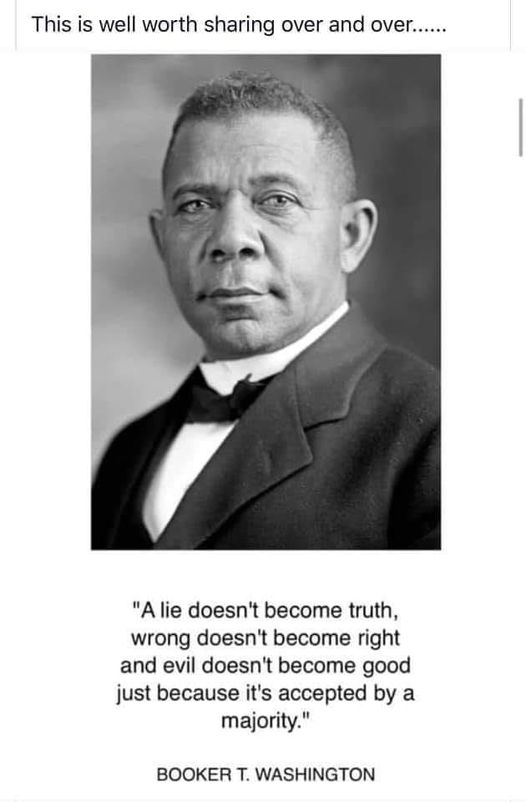 This is well worth sharing over and over......
"A lie doesn't become truth,
wrong doesn't become right
and evil doesn't become good
just because it's accepted by a
majority."
BOOKER T. WASHINGTON